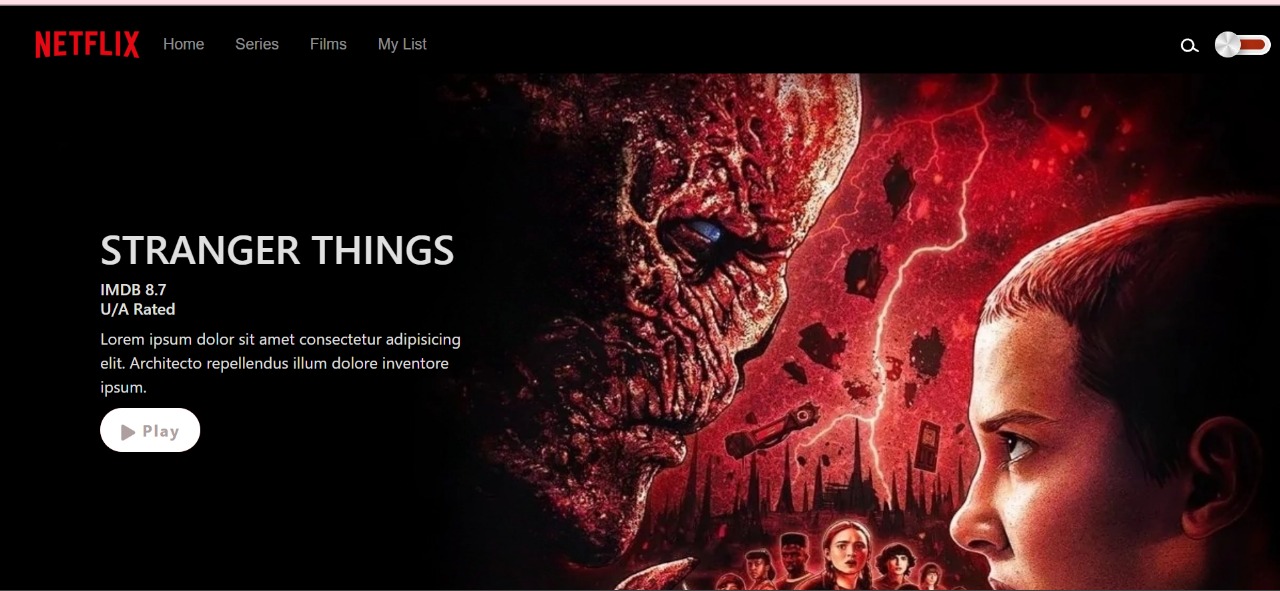 NETFLIX Home Series Films My List
STRANGER THINGS
IMDB 8.7
U/A Rated
Lorem ipsum dolor sit amet consectetur adipisicing
elit. Architecto repellendus illum dolore inventore
ipsum.
Play